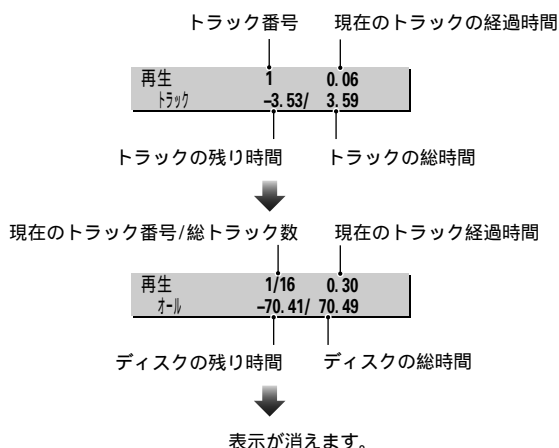 トラック番号 現在のトラックの経過時間
再生 1 0.06
トラック -3.53/ 3.59
トラックの残り時間 トラックの総時間
現在のトラック番号/総トラック数 現在のトラック経過時間
再生 1/16 0.30
オール -70.41/ 70.49
ディスクの残り時間 ディスクの総時間
表示が消えます。